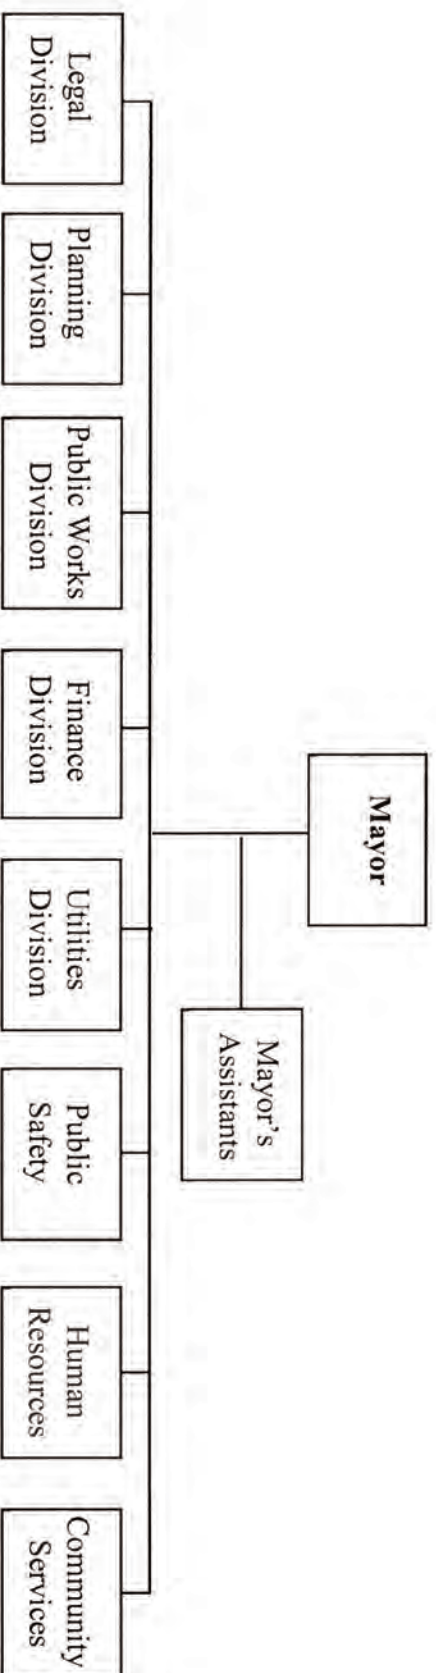 Mayor
Mayor's
Assistants
Legal
Division
Planning
Division
Public Works
Division
Finance
Division
Utilities
Division
Public
Safety
Human
Resources
Community
Services